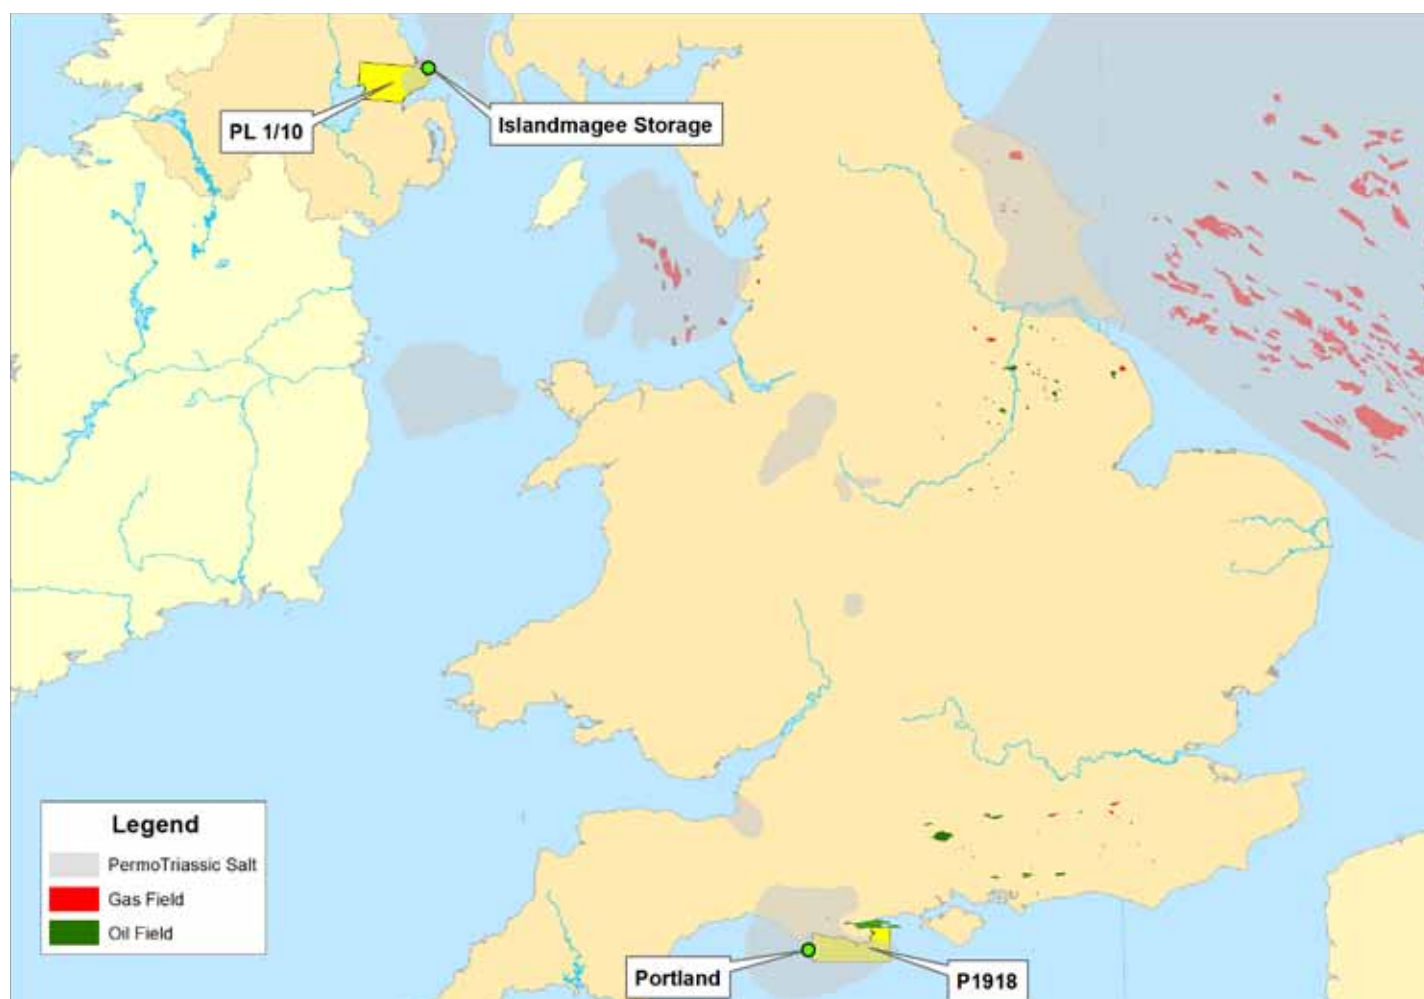 PL 1/10
Islandmagee Storage
Legend
PermoTriassic Salt
Gas Field
Oil Field
Portland
P1918